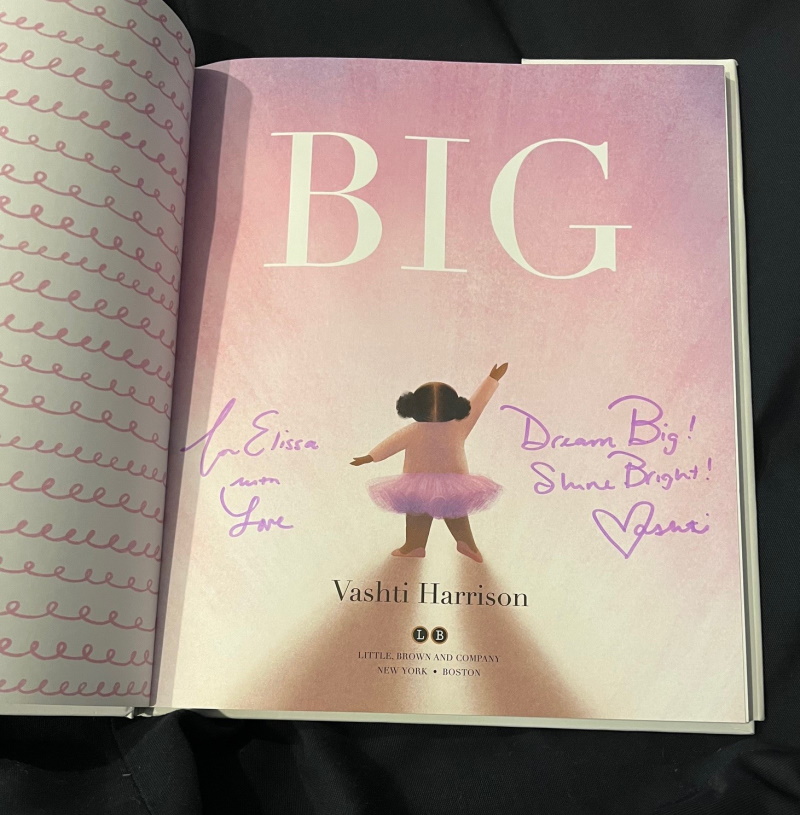 BIG
for Elissa
with
Love
Dream Big!
Shine Bright!
Vashti
Vashti Harrison
L B
LITTLE, BROWN AND COMPANY
NEW YORK • BOSTON